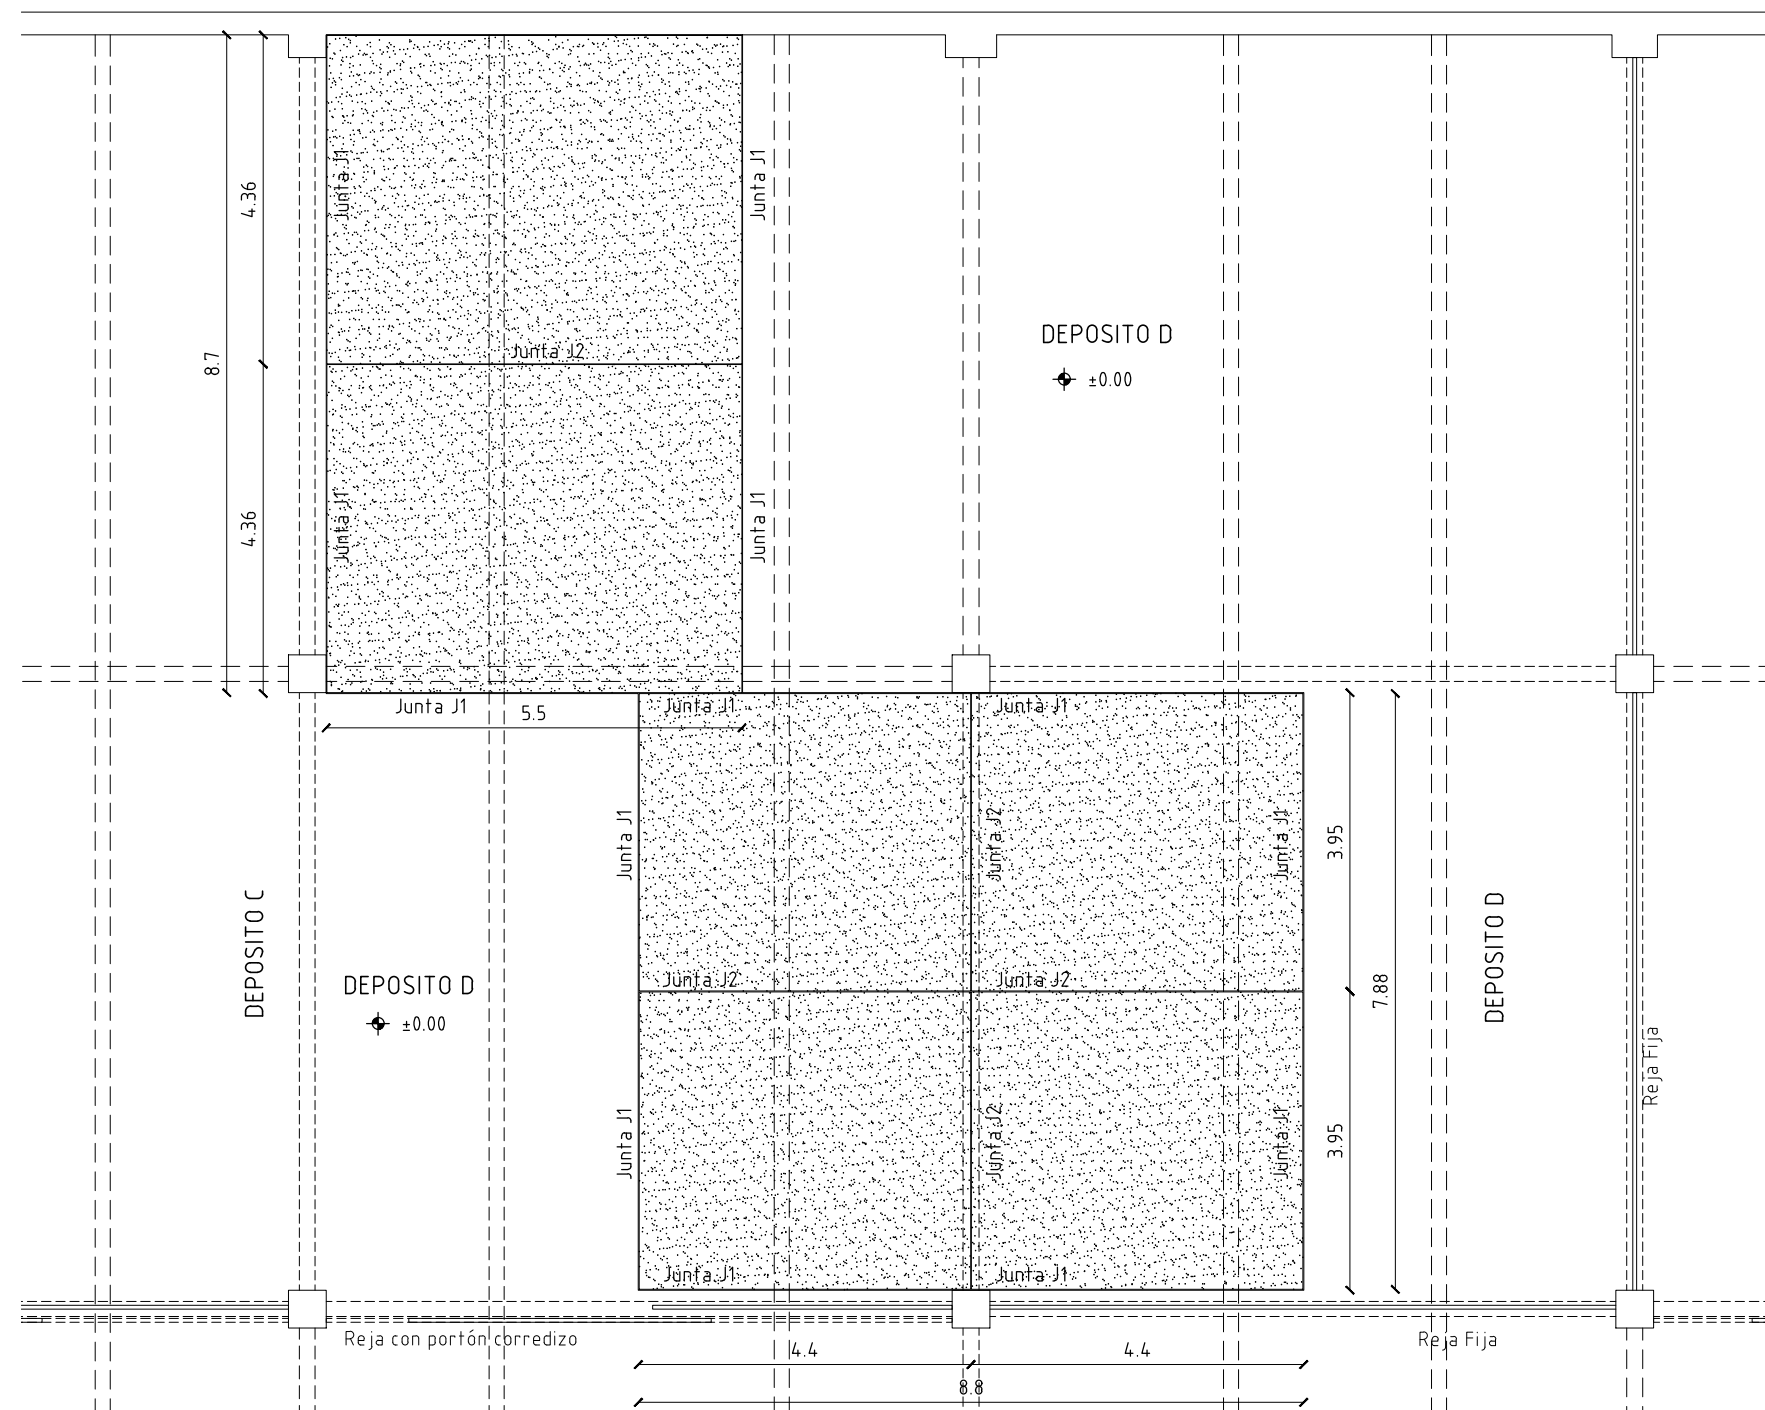 Junta J1
Junta J1
4.36
DEPOSITO D
±0.00
Junta J2
8.7
4.36
Junta J1
Junta J1
Junta J1
5.5
Junta J1
Junta J1
Junta J1
Junta J2
Junta J1
3.95
DEPOSITO C
DEPOSITO D
±0.00
Junta J2
Junta J2
7.88
DEPOSITO D
Reja Fija
Junta J1
Junta J2
Junta J1
3.95
Junta J1
Junta J1
Reja con portón corredizo
Reja Fija
4.4
4.4
8.8